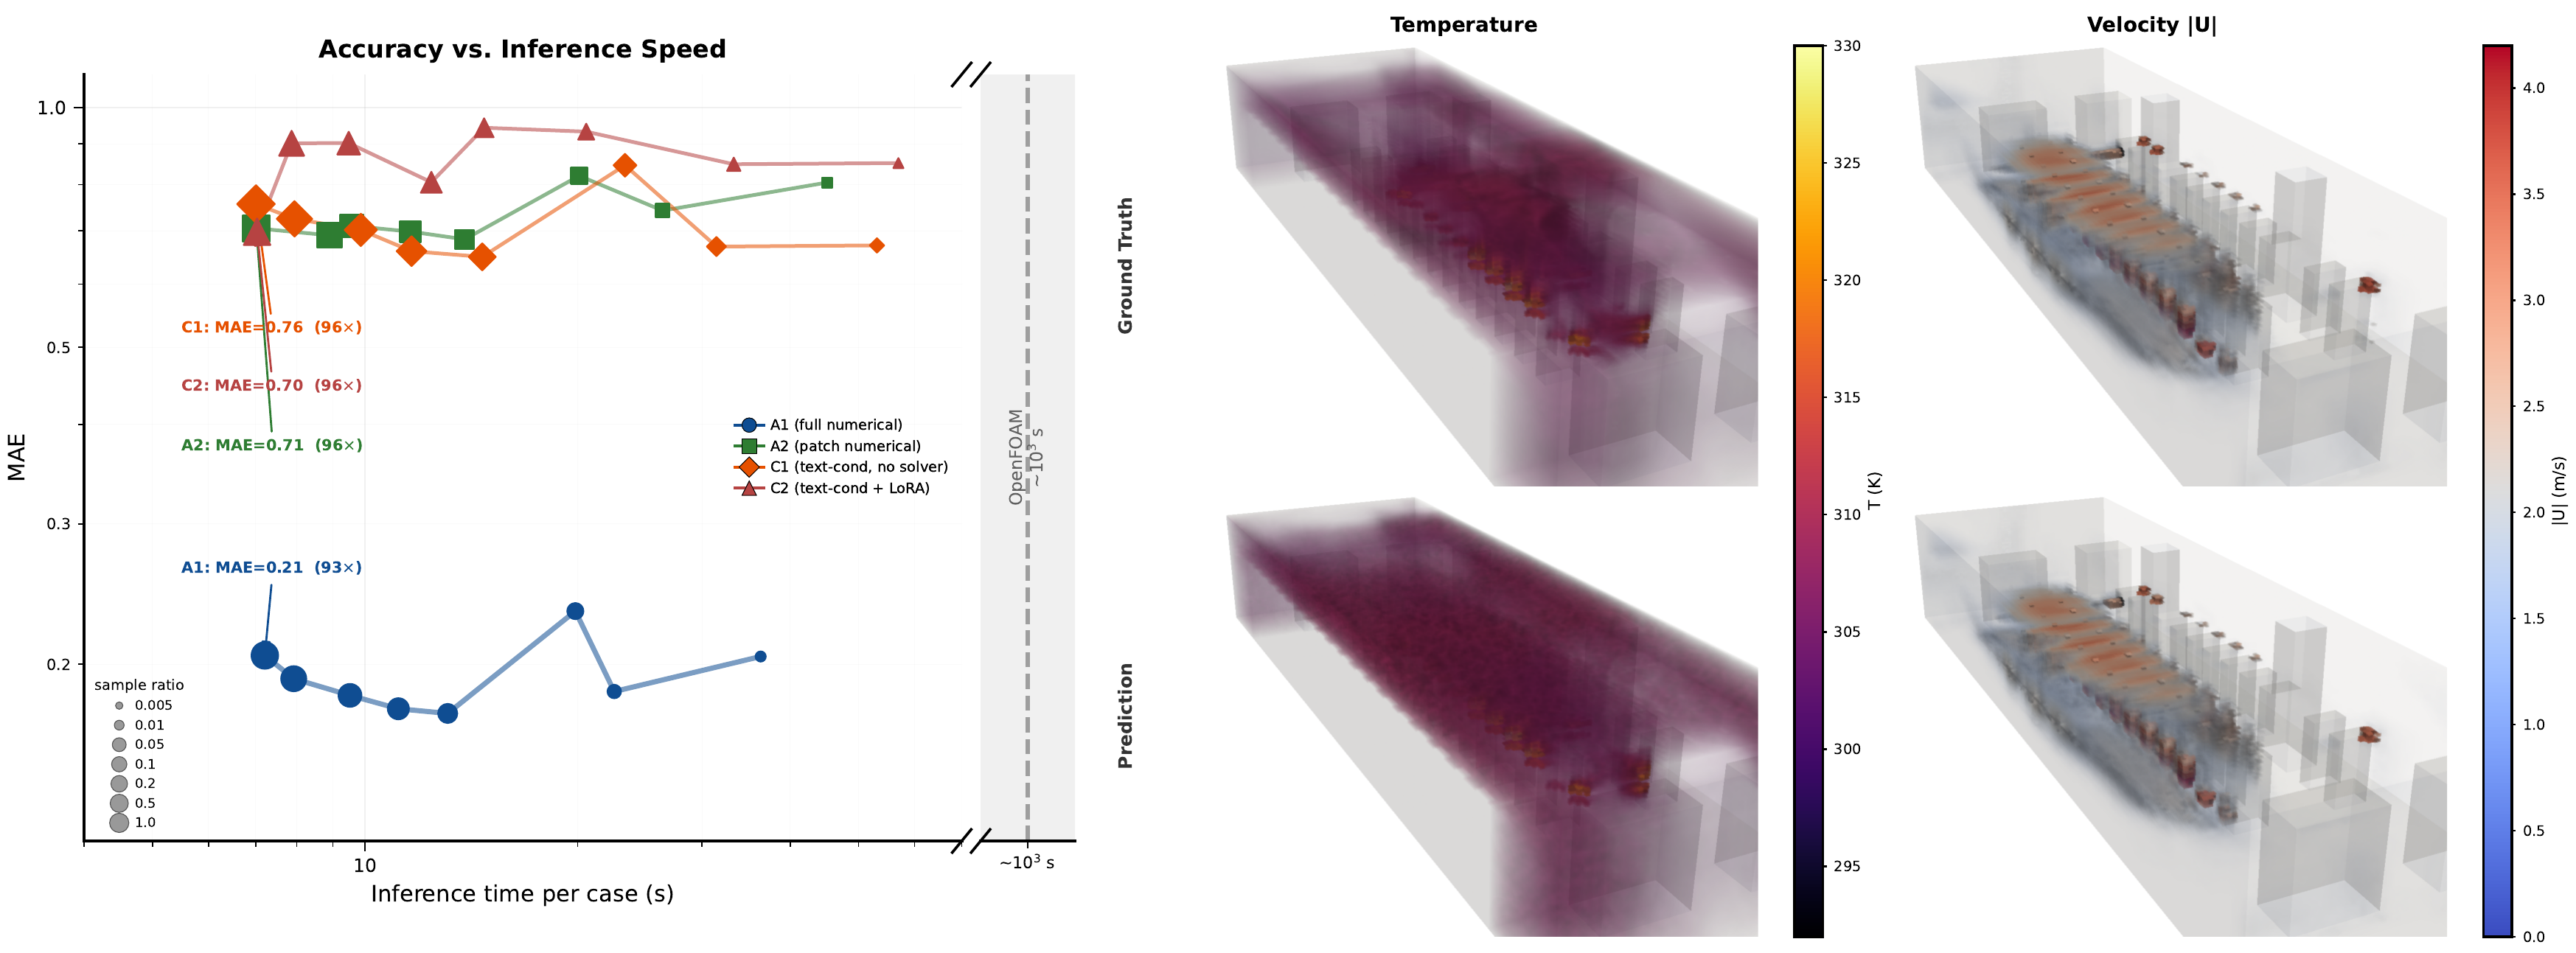 Accuracy vs. Inference Speed
1.0
0.5
0.3
0.2
MAE
C1: MAE=0.76 (96×)
C2: MAE=0.70 (96×)
A2: MAE=0.71 (96×)
A1: MAE=0.21 (93×)
A1 (full numerical)
A2 (patch numerical)
C1 (text-cond, no solver)
C2 (text-cond + LoRA)
sample ratio
0.005
0.01
0.05
0.1
0.2
0.5
1.0
10
Inference time per case (s)
OpenFOAM
~10³ s
~10³ s
Temperature
Velocity |U|
Ground Truth
Prediction
330
325
320
315
310
305
300
295
T (K)
4.0
3.5
3.0
2.5
2.0
1.5
1.0
0.5
0.0
|U| (m/s)